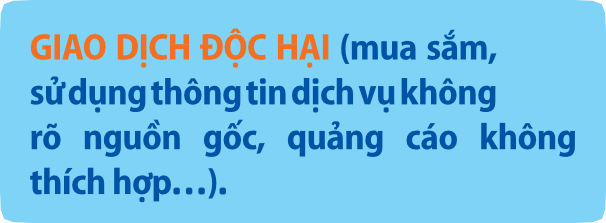 GIAO DỊCH ĐỘC HẠI (mua sắm,
sử dụng thông tin dịch vụ không
rõ nguồn gốc, quảng cáo không
thích hợp…).